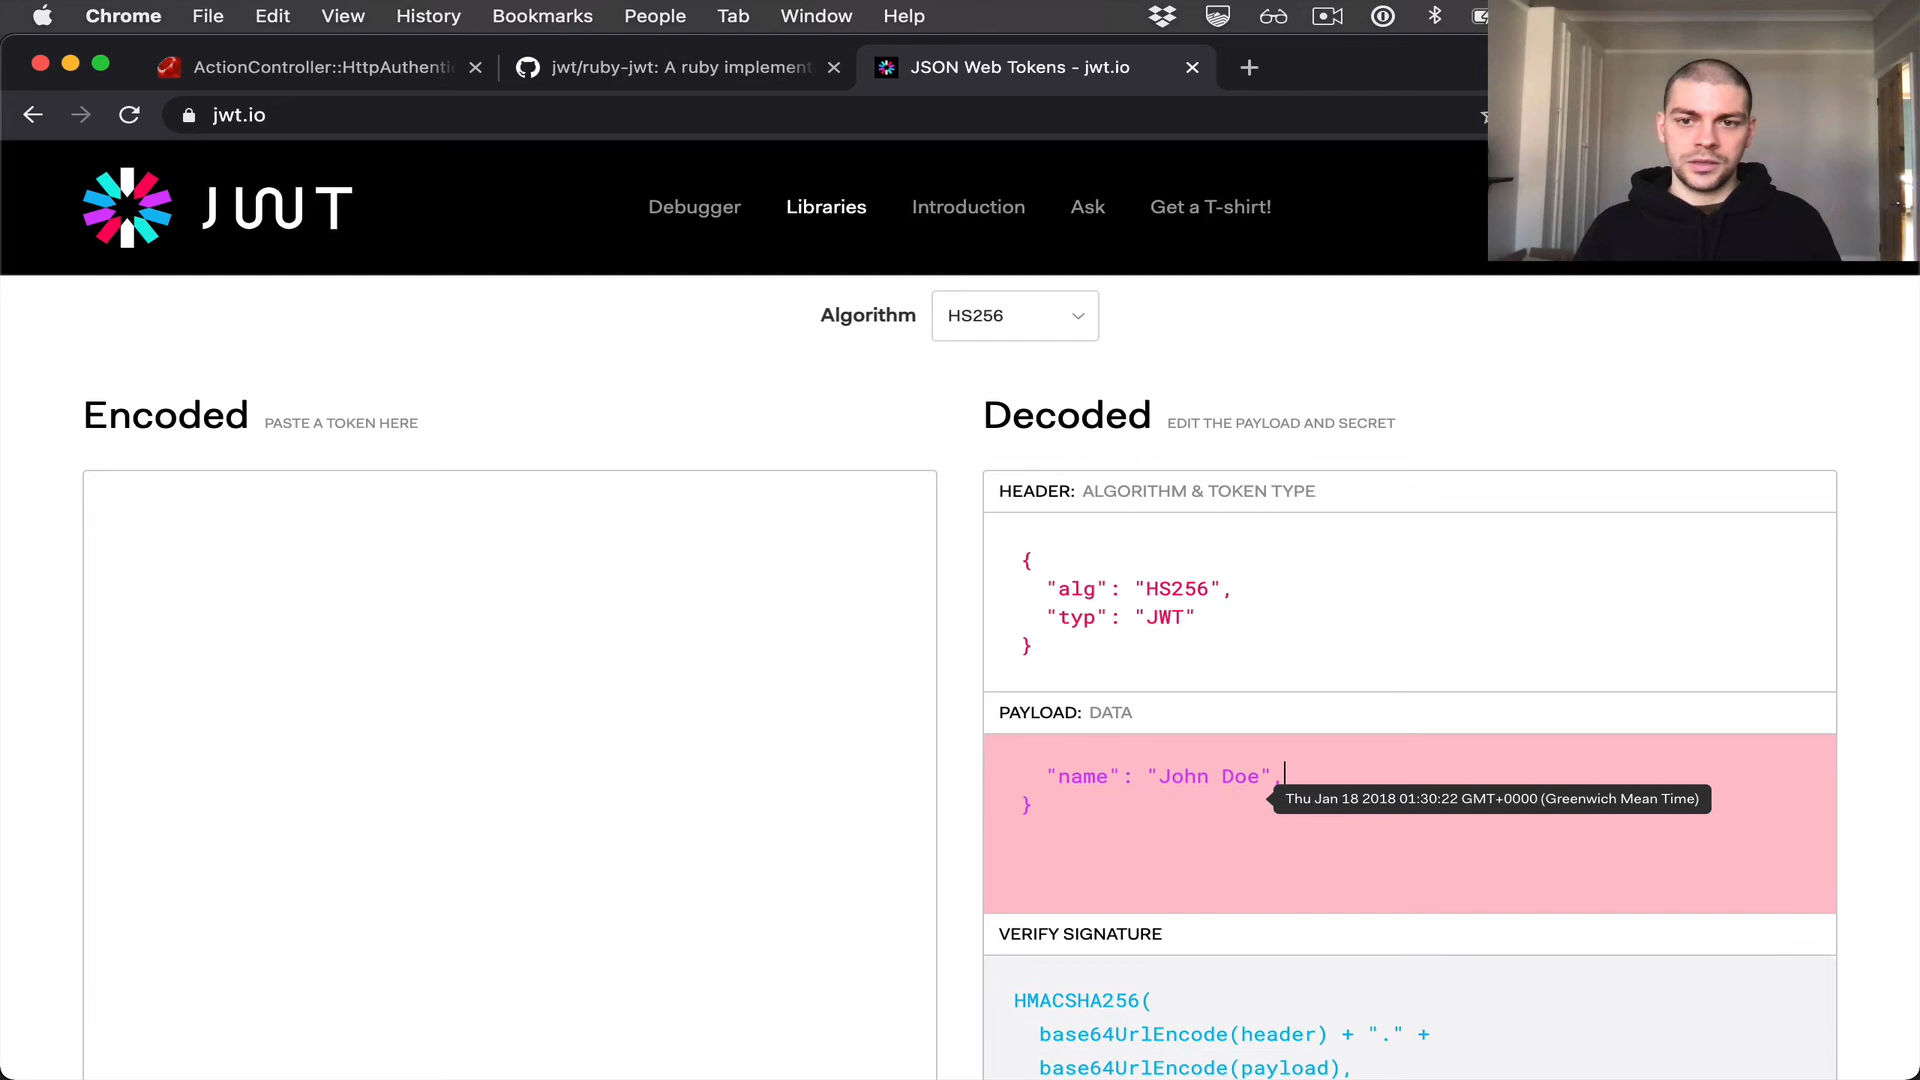 Chrome File Edit View History Bookmarks People Tab Window Help
ActionController::HttpAuthenti
jwt/ruby-jwt: A ruby implement
JSON Web Tokens - jwt.io
jwt.io
JWT
Debugger Libraries Introduction Ask Get a T-shirt!
Algorithm HS256
Encoded PASTE A TOKEN HERE
Decoded EDIT THE PAYLOAD AND SECRET
HEADER: ALGORITHM & TOKEN TYPE
{
"alg": "HS256",
"typ": "JWT"
}
PAYLOAD: DATA
"name": "John Doe",
}
Thu Jan 18 2018 01:30:22 GMT+0000 (Greenwich Mean Time)
VERIFY SIGNATURE
HMACSHA256(
base64UrlEncode(header) + "." +
base64UrlEncode(payload),